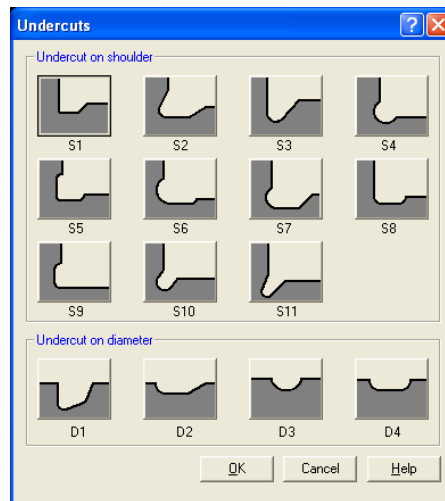 Undercuts
Undercut on shoulder
S1 S2 S3 S4
S5 S6 S7 S8
S9 S10 S11
Undercut on diameter
D1 D2 D3 D4
OK Cancel Help